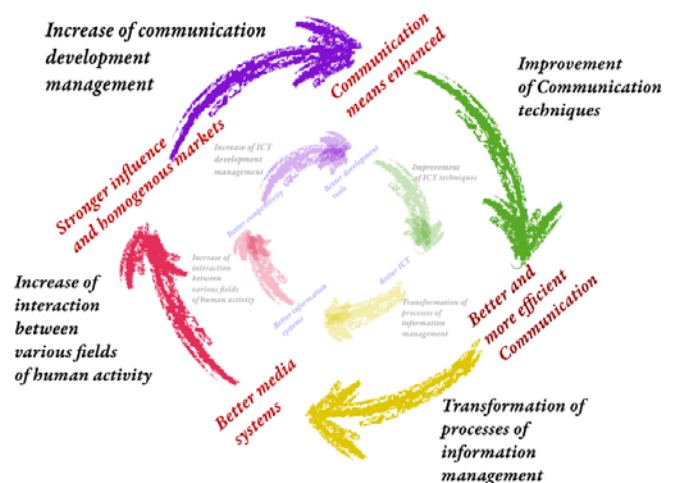 Increase of communication
development
management
Communication
means enhanced
Improvement
of Communication
techniques
Stronger influence
and homogenous markets
Increase of ICT
development
management
Better development
tools
Improvement
of ICT techniques
Better competitivity
Increase of
interaction
between
various fields
of human activity
Better ICT
Better information
systems
Transformation of
processes of
information
management
Increase of
interaction
between
various fields
of human activity
Better and
more efficient
Communication
Better media
systems
Transformation of
processes of
information
management